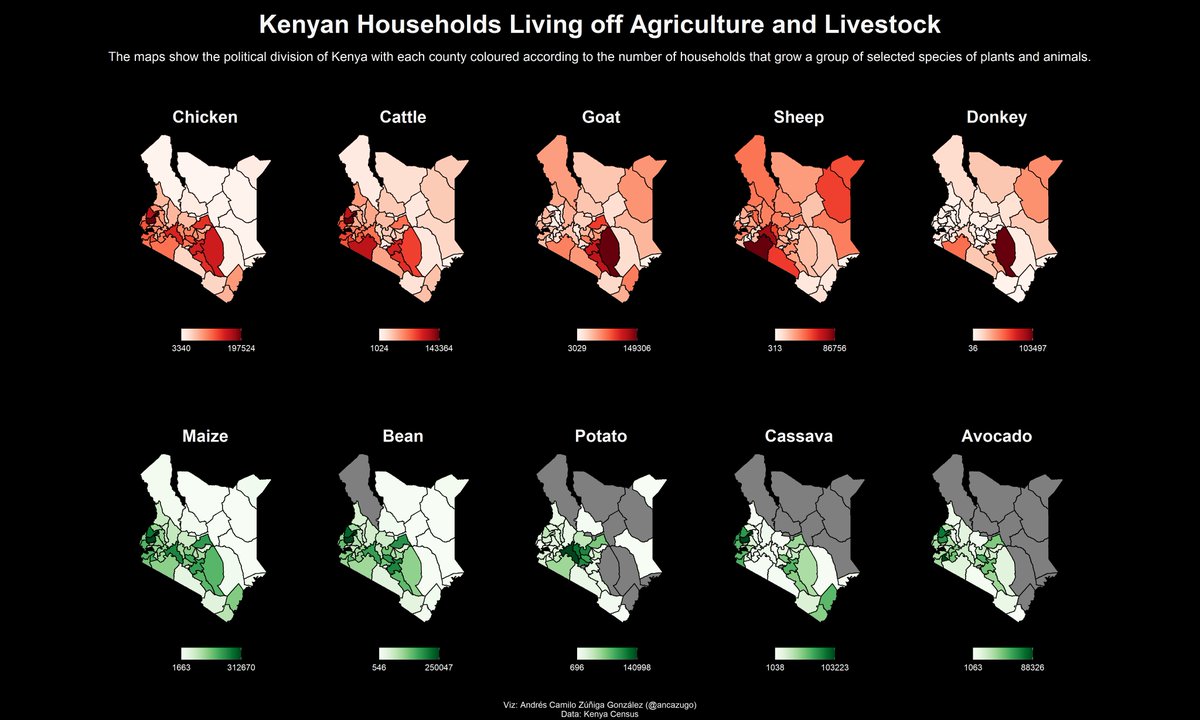 Kenyan Households Living off Agriculture and Livestock
The maps show the political division of Kenya with each county coloured according to the number of households that grow a group of selected species of plants and animals.
Chicken Cattle Goat Sheep Donkey
3340 197524 1024 143364 3029 149306 313 86756 36 103497
Maize Bean Potato Cassava Avocado
1663 312670 546 250047 696 140998 1038 103223 1063 88326
Viz: Andrés Camilo Zúñiga González (@ancazugo)
Data: Kenya Census